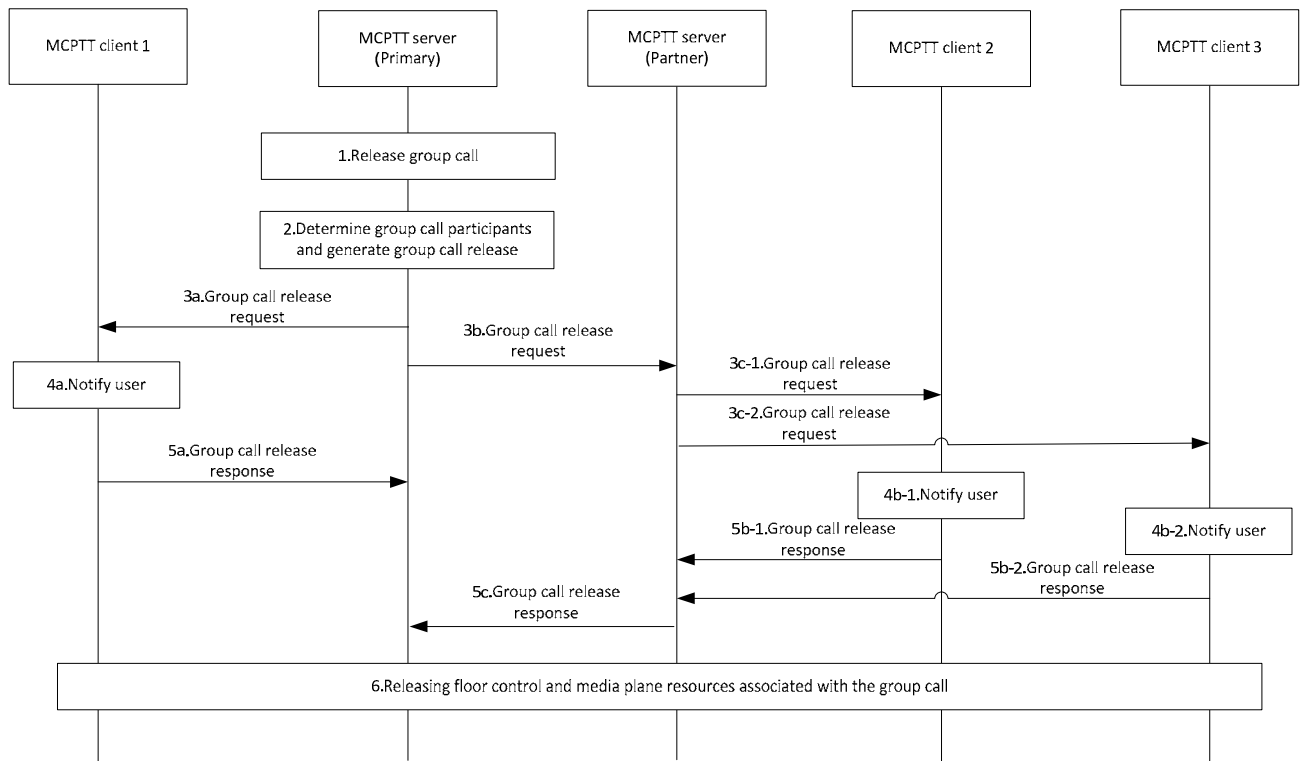 MCPTT client 1
MCPTT server
(Primary)
MCPTT server
(Partner)
MCPTT client 2
MCPTT client 3
1.Release group call
2.Determine group call participants
and generate group call release
3a.Group call release
request
3b.Group call release
request
3c-1.Group call release
request
4a.Notify user
3c-2.Group call release
request
5a.Group call release
response
4b-1.Notify user
4b-2.Notify user
5b-1.Group call release
response
5b-2.Group call release
response
5c.Group call release
response
6.Releasing floor control and media plane resources associated with the group call